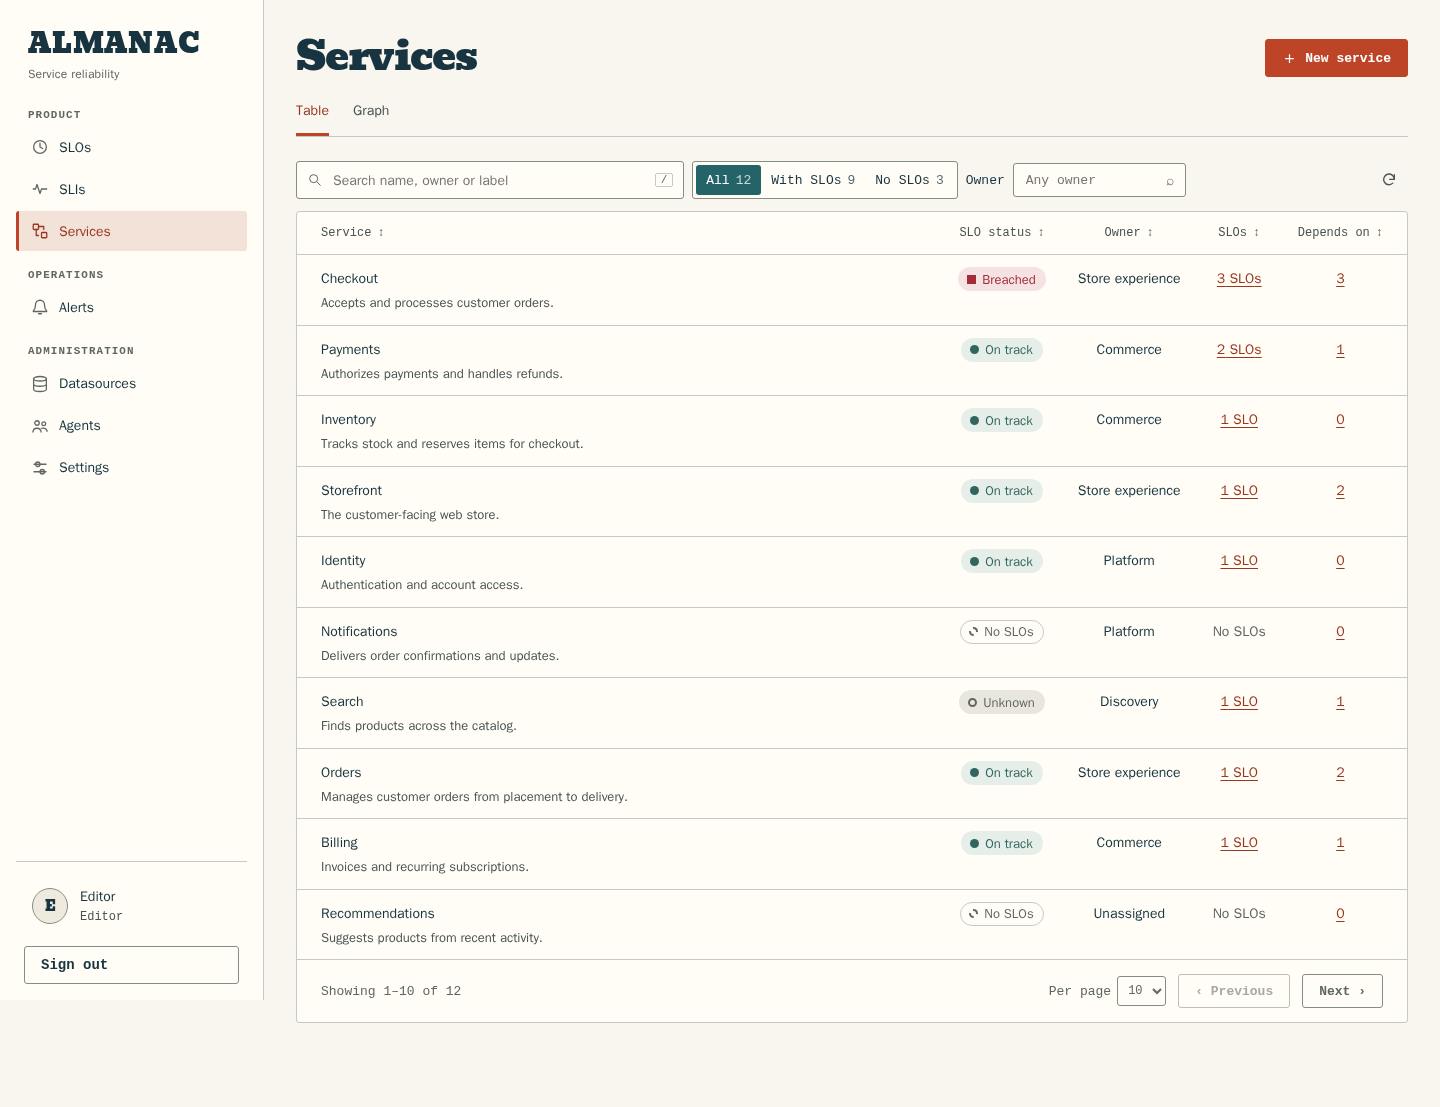 ALMANAC
Service reliability
PRODUCT
SLOs
SLIs
Services
OPERATIONS
Alerts
ADMINISTRATION
Datasources
Agents
Settings
E
Editor
Editor
Sign out
Services
+ New service
Table Graph
Search name, owner or label /
All 12 With SLOs 9 No SLOs 3 Owner Any owner
Service ↕ SLO status ↕ Owner ↕ SLOs ↕ Depends on ↕
Checkout Breached Store experience 3 SLOs 3
Accepts and processes customer orders.
Payments On track Commerce 2 SLOs 1
Authorizes payments and handles refunds.
Inventory On track Commerce 1 SLO 0
Tracks stock and reserves items for checkout.
Storefront On track Store experience 1 SLO 2
The customer-facing web store.
Identity On track Platform 1 SLO 0
Authentication and account access.
Notifications No SLOs Platform No SLOs 0
Delivers order confirmations and updates.
Search Unknown Discovery 1 SLO 1
Finds products across the catalog.
Orders On track Store experience 1 SLO 2
Manages customer orders from placement to delivery.
Billing On track Commerce 1 SLO 1
Invoices and recurring subscriptions.
Recommendations No SLOs Unassigned No SLOs 0
Suggests products from recent activity.
Showing 1–10 of 12 Per page 10 ‹ Previous Next ›